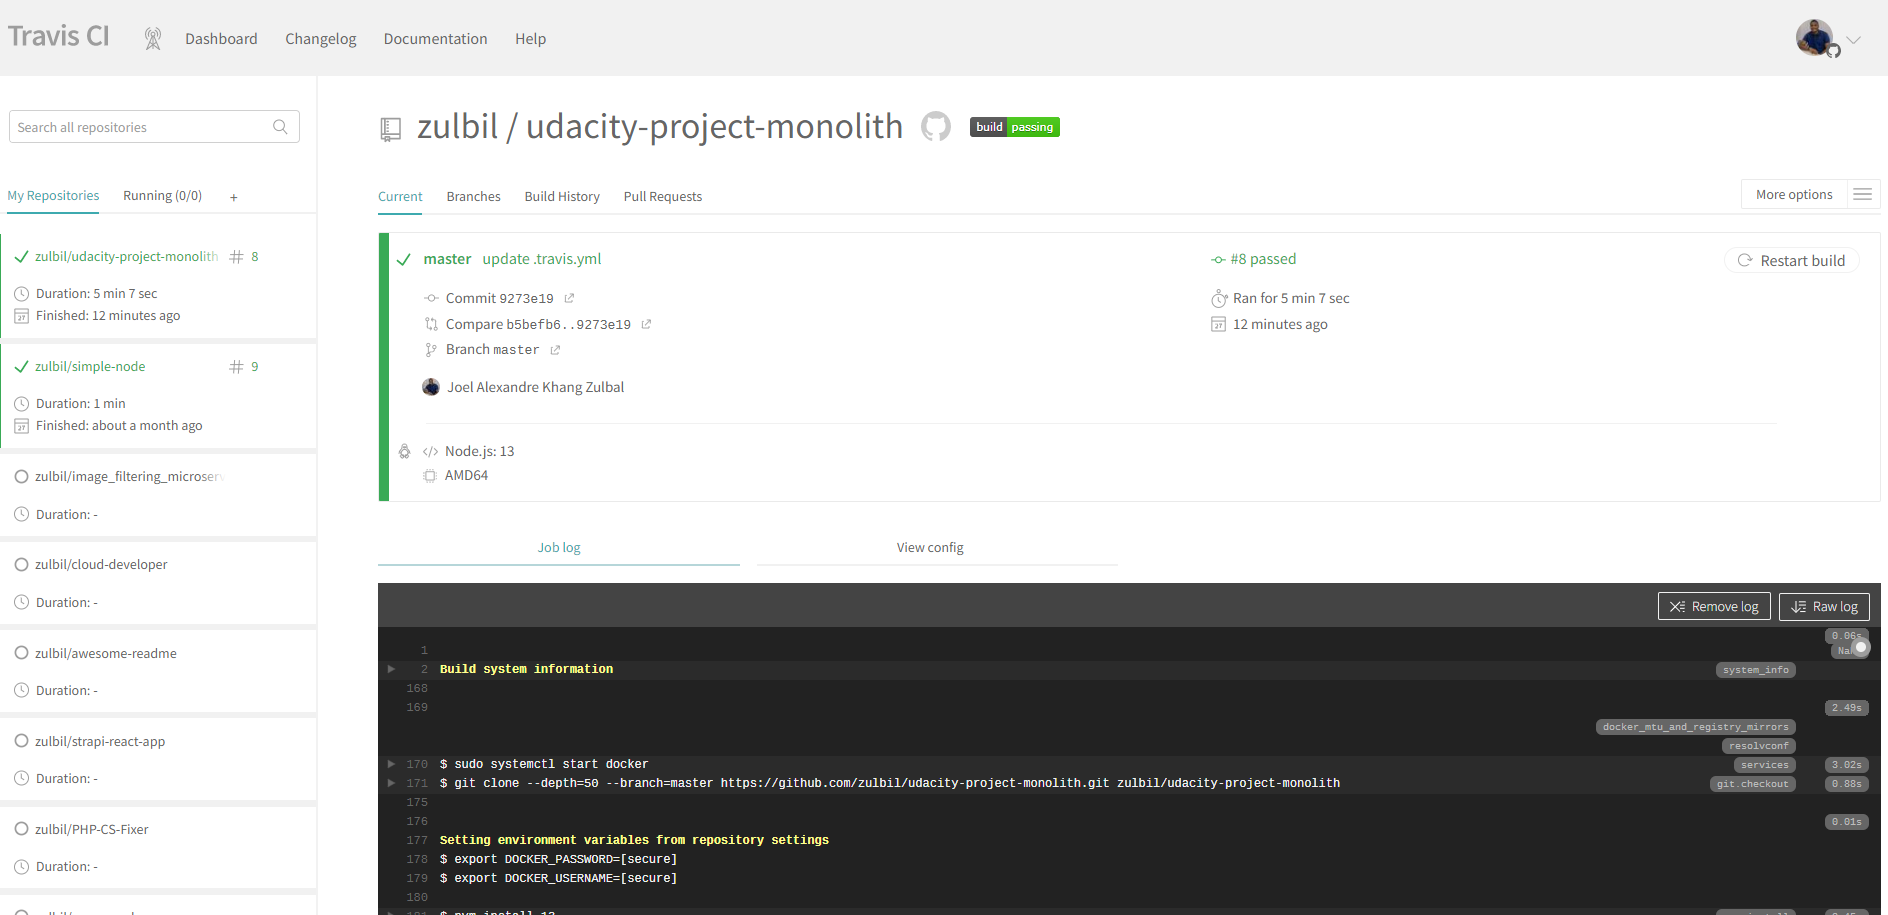 Travis CI
Dashboard
Changelog
Documentation
Help
Search all repositories
My Repositories
Running (0/0)
+
zulbil/udacity-project-monolith
# 8
Duration: 5 min 7 sec
Finished: 12 minutes ago
zulbil/simple-node
# 9
Duration: 1 min
Finished: about a month ago
zulbil/image_filtering_microserv
Duration: -
zulbil/cloud-developer
Duration: -
zulbil/awesome-readme
Duration: -
zulbil/strapi-react-app
Duration: -
zulbil/PHP-CS-Fixer
Duration: -
zulbil / udacity-project-monolith
build passing
Current
Branches
Build History
Pull Requests
More options
master update .travis.yml
Commit 9273e19
Compare b5befb6..9273e19
Branch master
Joel Alexandre Khang Zulbal
#8 passed
Ran for 5 min 7 sec
12 minutes ago
Restart build
Node.js: 13
AMD64
Job log
View config
Remove log
Raw log
1
0.06s
2 Build system information
system_info
168
169
2.49s
docker_mtu_and_registry_mirrors
resolvconf
170 $ sudo systemctl start docker
services
3.02s
171 $ git clone --depth=50 --branch=master https://github.com/zulbil/udacity-project-monolith.git zulbil/udacity-project-monolith
git.checkout
0.88s
175
176
0.01s
177 Setting environment variables from repository settings
178 $ export DOCKER_PASSWORD=[secure]
179 $ export DOCKER_USERNAME=[secure]
180